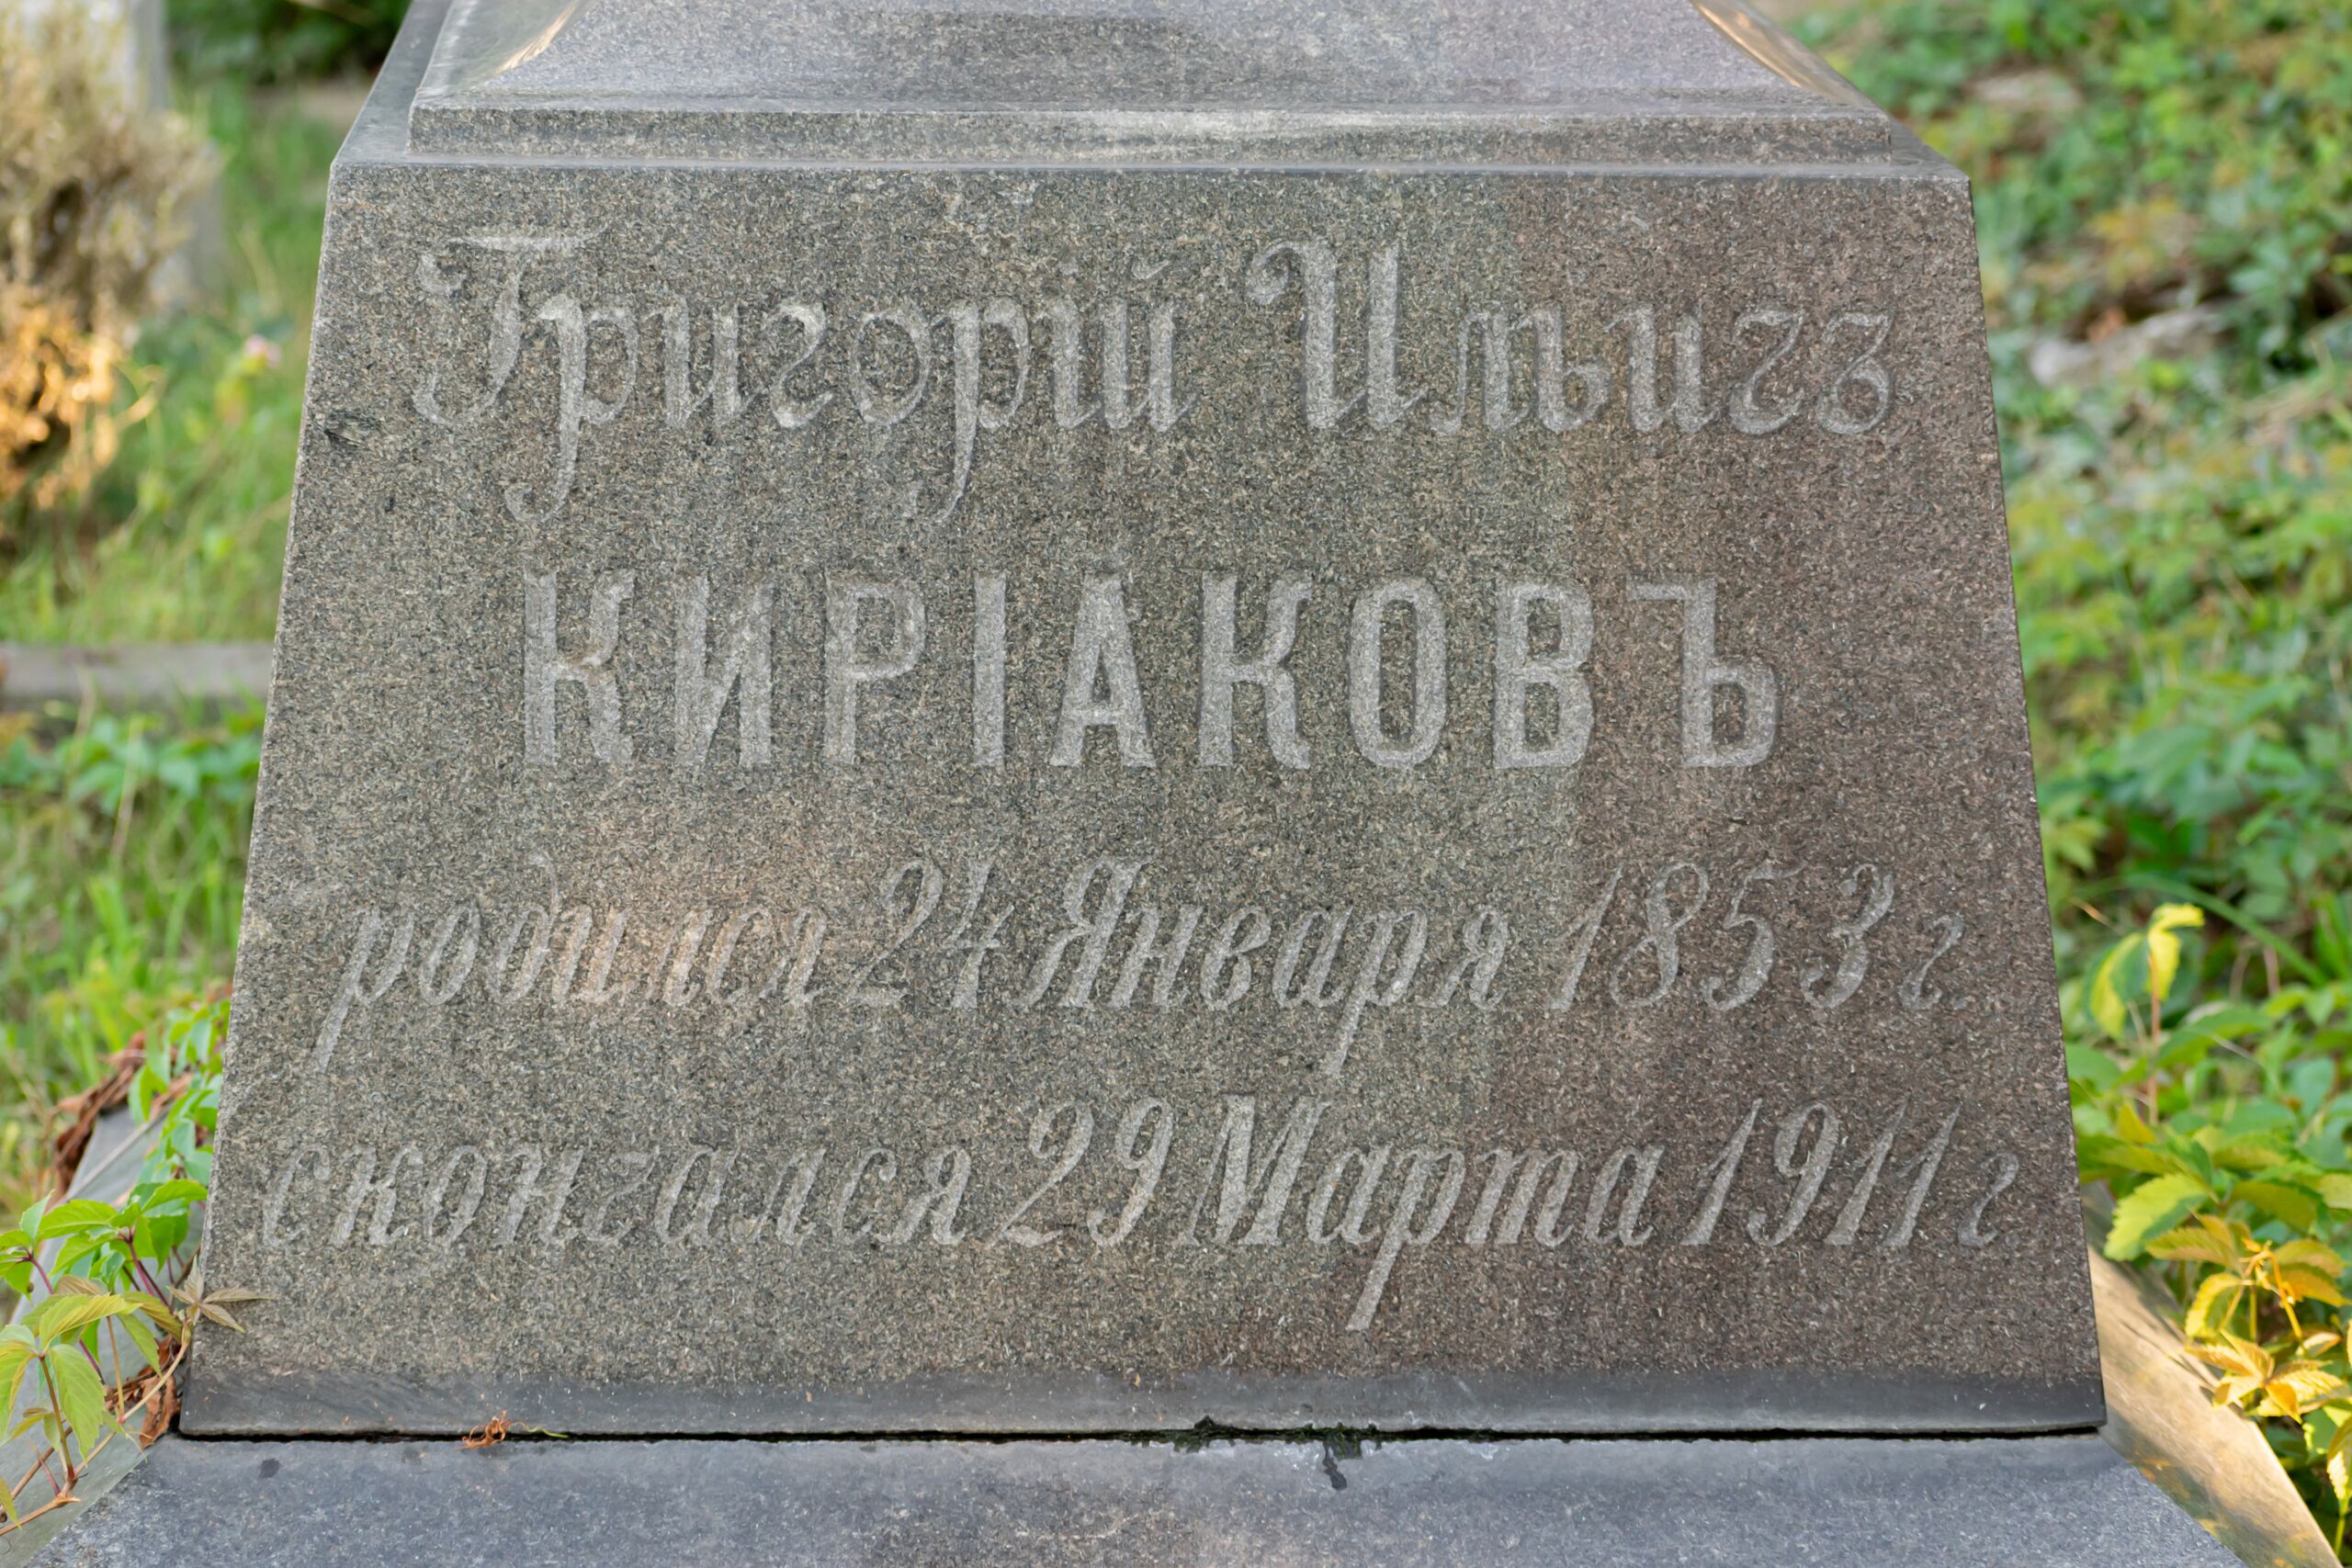 Григорій Ильичъ
КИРІАКОВЪ
родился 24 Января 1853 г.
скончался 29 Марта 1911 г